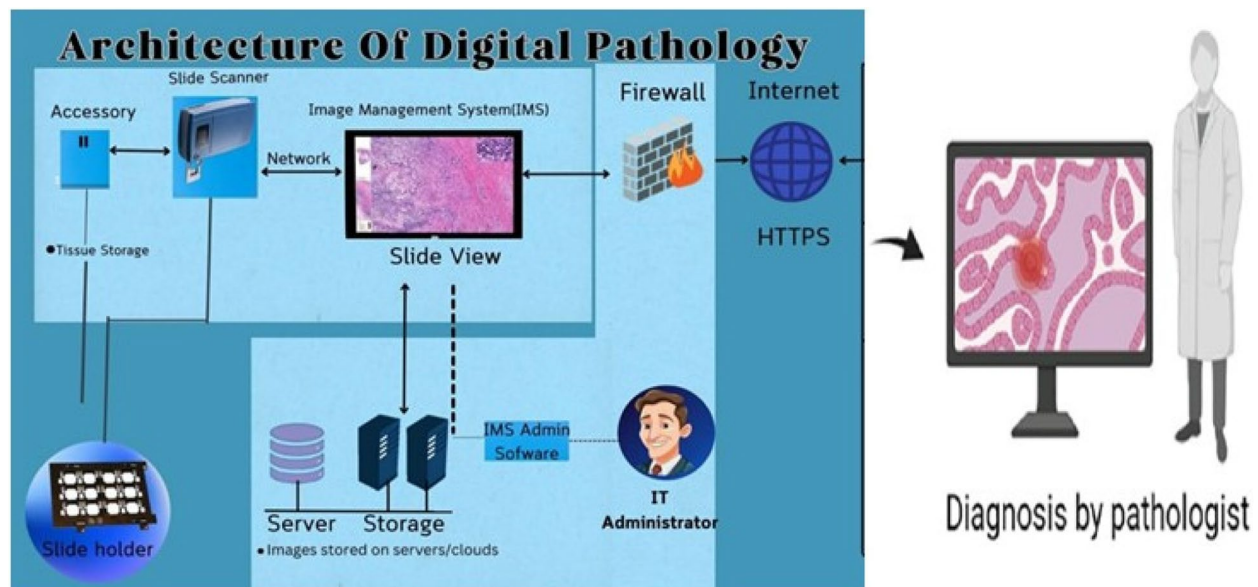 Architecture Of Digital Pathology
Slide Scanner
Accessory
Image Management System(IMS)
Firewall
Internet
Network
HTTPS
●Tissue Storage
Slide View
IMS Admin
Sofware
IT
Administrator
Server
Storage
• Images stored on servers/clouds
Slide holder
Diagnosis by pathologist